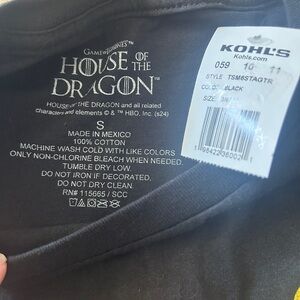 GAME OF THRONES
HOUSE OF THE
DRAGON™
HOUSE OF THE DRAGON and all related
characters and elements © & ™ HBO, Inc. (s24)
S
MADE IN MEXICO
100% COTTON
MACHINE WASH COLD WITH LIKE COLORS
ONLY NON-CHLORINE BLEACH WHEN NEEDED
TUMBLE DRY LOW.
DO NOT IRON IF DECORATED,
DO NOT DRY CLEAN.
RN# 115665 / SCC
KOHL'S
Kohls.com
059 10 11
STYLE: TSM6STAGTR
COLOR: BLACK
SIZE: